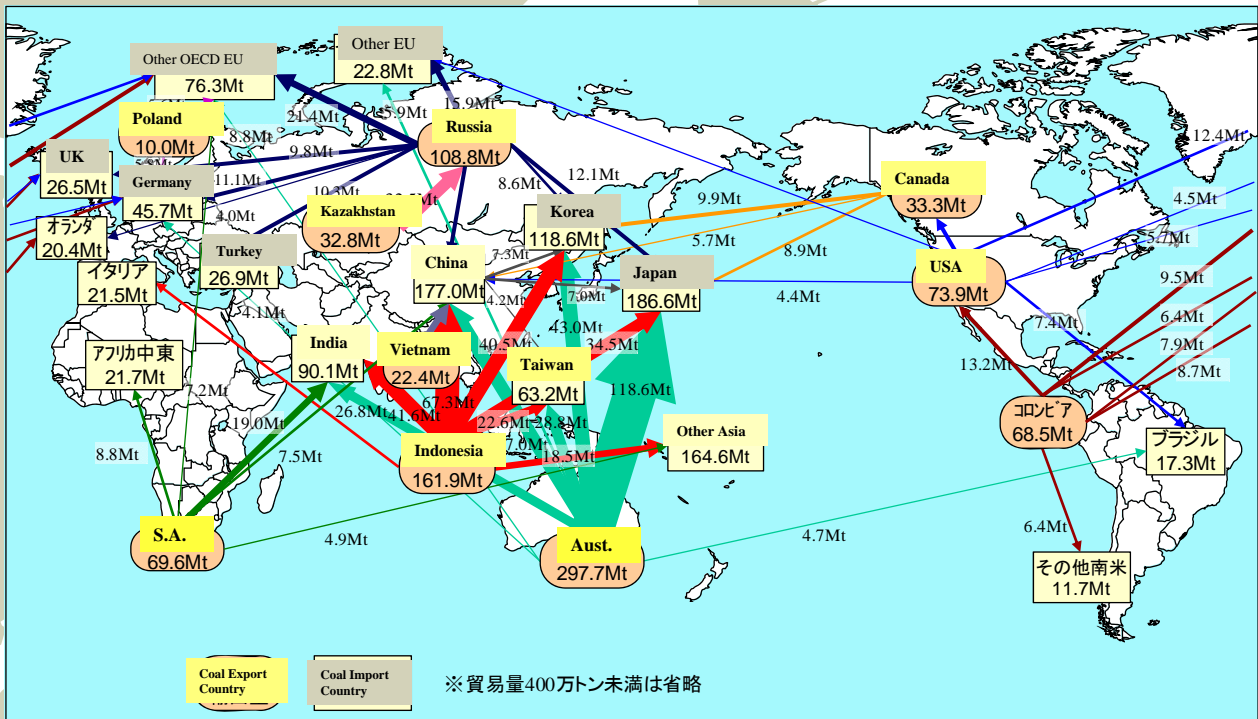 Other OECD EU
76.3Mt
Other EU
22.8Mt
15.9Mt
5.9Mt
21.4Mt
Poland
10.0Mt
8.8Mt
Russia
108.8Mt
12.4Mt
UK
26.5Mt
9.8Mt
12.1Mt
8.6Mt
Germany
45.7Mt
11.1Mt
4.0Mt
Kazakhstan
32.8Mt
Korea
118.6Mt
9.9Mt
Canada
33.3Mt
4.5Mt
5.7Mt
オランダ
20.4Mt
Turkey
26.9Mt
China
177.0Mt
7.3Mt
5.7Mt
8.9Mt
イタリア
21.5Mt
Japan
186.6Mt
7.0Mt
4.2Mt
4.4Mt
USA
73.9Mt
9.5Mt
6.4Mt
7.9Mt
8.7Mt
4.1Mt
アフリカ中東
21.7Mt
India
90.1Mt
Vietnam
22.4Mt
43.0Mt
40.5Mt
34.5Mt
Taiwan
63.2Mt
118.6Mt
7.4Mt
13.2Mt
7.2Mt
19.0Mt
26.8Mt
41.6Mt
67.3Mt
22.6Mt
28.8Mt
7.0Mt
18.5Mt
Indonesia
161.9Mt
Other Asia
164.6Mt
コロンビア
68.5Mt
ブラジル
17.3Mt
8.8Mt
7.5Mt
S.A.
69.6Mt
4.9Mt
Aust.
297.7Mt
4.7Mt
6.4Mt
その他南米
11.7Mt
Coal Export
Country
Coal Import
Country
※貿易量400万トン未満は省略